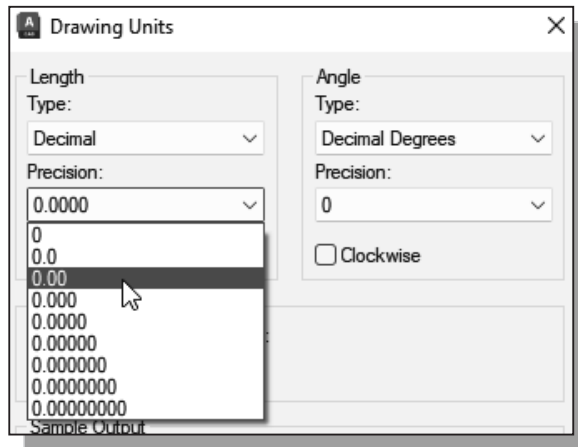 A
CAD
Drawing Units
Length
Type:
Decimal
Precision:
0.0000
0
0.0
0.00
0.000
0.0000
0.00000
0.000000
0.0000000
0.00000000
Angle
Type:
Decimal Degrees
Precision:
0
Clockwise
:
Sample Output